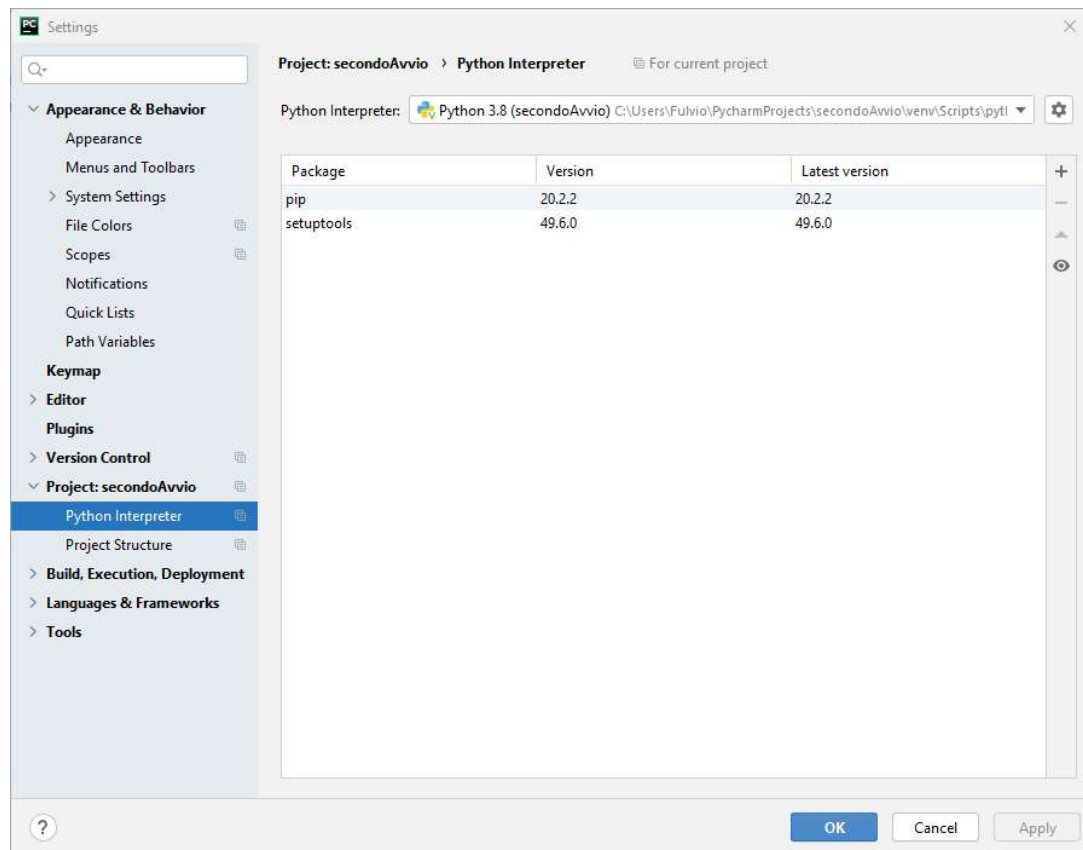 PC Settings
Project: secondoAvvio > Python Interpreter For current project
Python Interpreter: Python 3.8 (secondoAvvio) C:\Users\Fulvio\PycharmProjects\secondoAvvio\venv\Scripts\pyt
Appearance & Behavior
Appearance
Menus and Toolbars
> System Settings
File Colors
Scopes
Notifications
Quick Lists
Path Variables
Keymap
> Editor
Plugins
> Version Control
Project: secondoAvvio
Python Interpreter
Project Structure
> Build, Execution, Deployment
> Languages & Frameworks
> Tools
Package Version Latest version
pip 20.2.2 20.2.2
setuptools 49.6.0 49.6.0
?
OK Cancel Apply